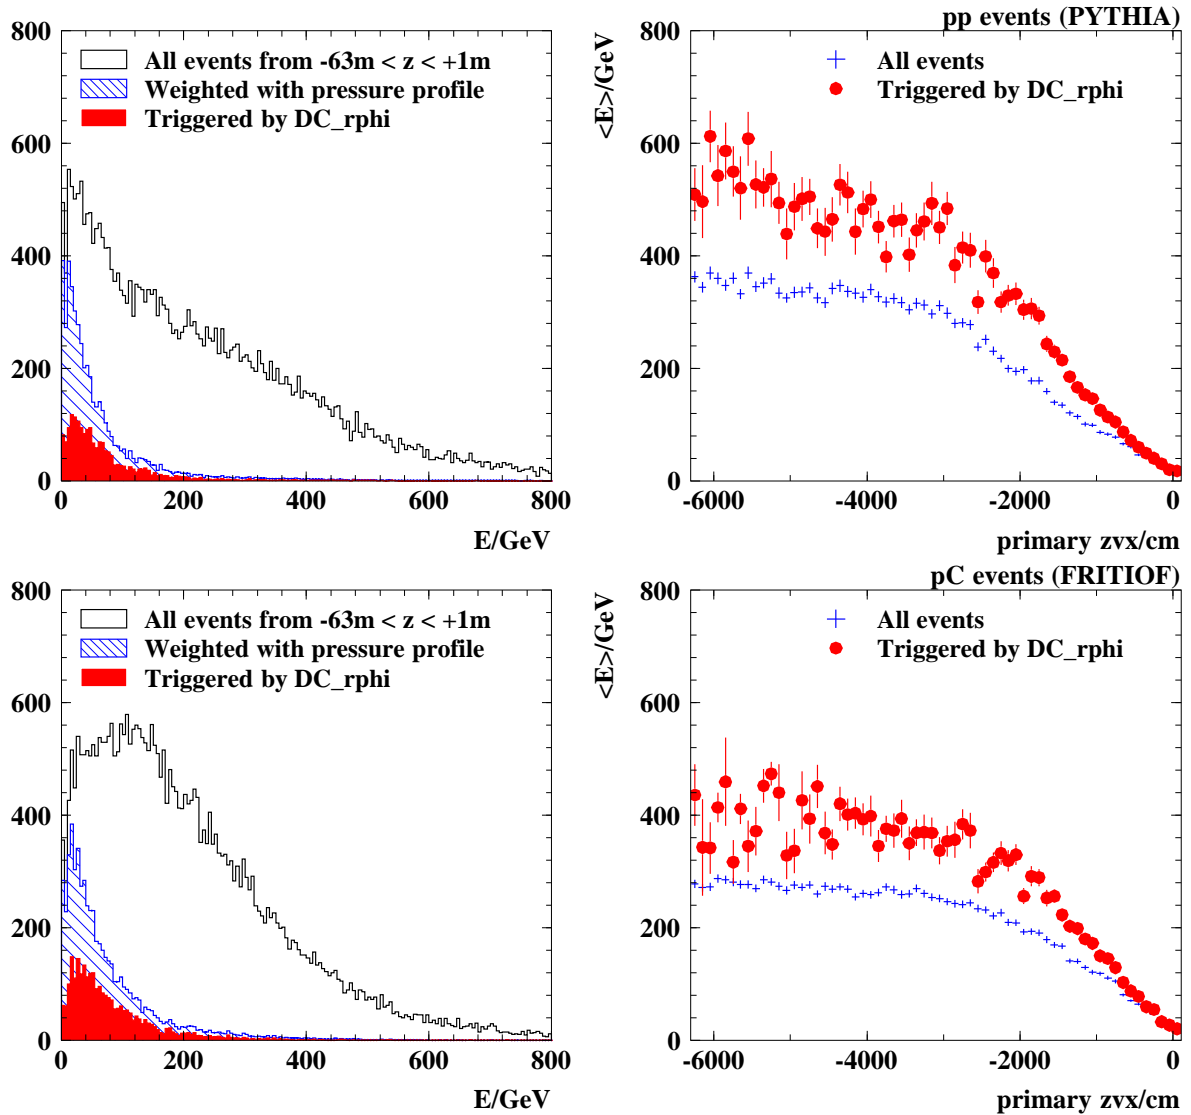 pp events (PYTHIA)
800
600
400
200
0
All events from -63m < z < +1m
Weighted with pressure profile
Triggered by DC_rphi
0 200 400 600 800
E/GeV
<E>/GeV
800
600
400
200
0
All events
Triggered by DC_rphi
-6000 -4000 -2000 0
primary zvx/cm
pC events (FRITIOF)
800
600
400
200
0
All events from -63m < z < +1m
Weighted with pressure profile
Triggered by DC_rphi
0 200 400 600 800
E/GeV
<E>/GeV
800
600
400
200
0
All events
Triggered by DC_rphi
-6000 -4000 -2000 0
primary zvx/cm